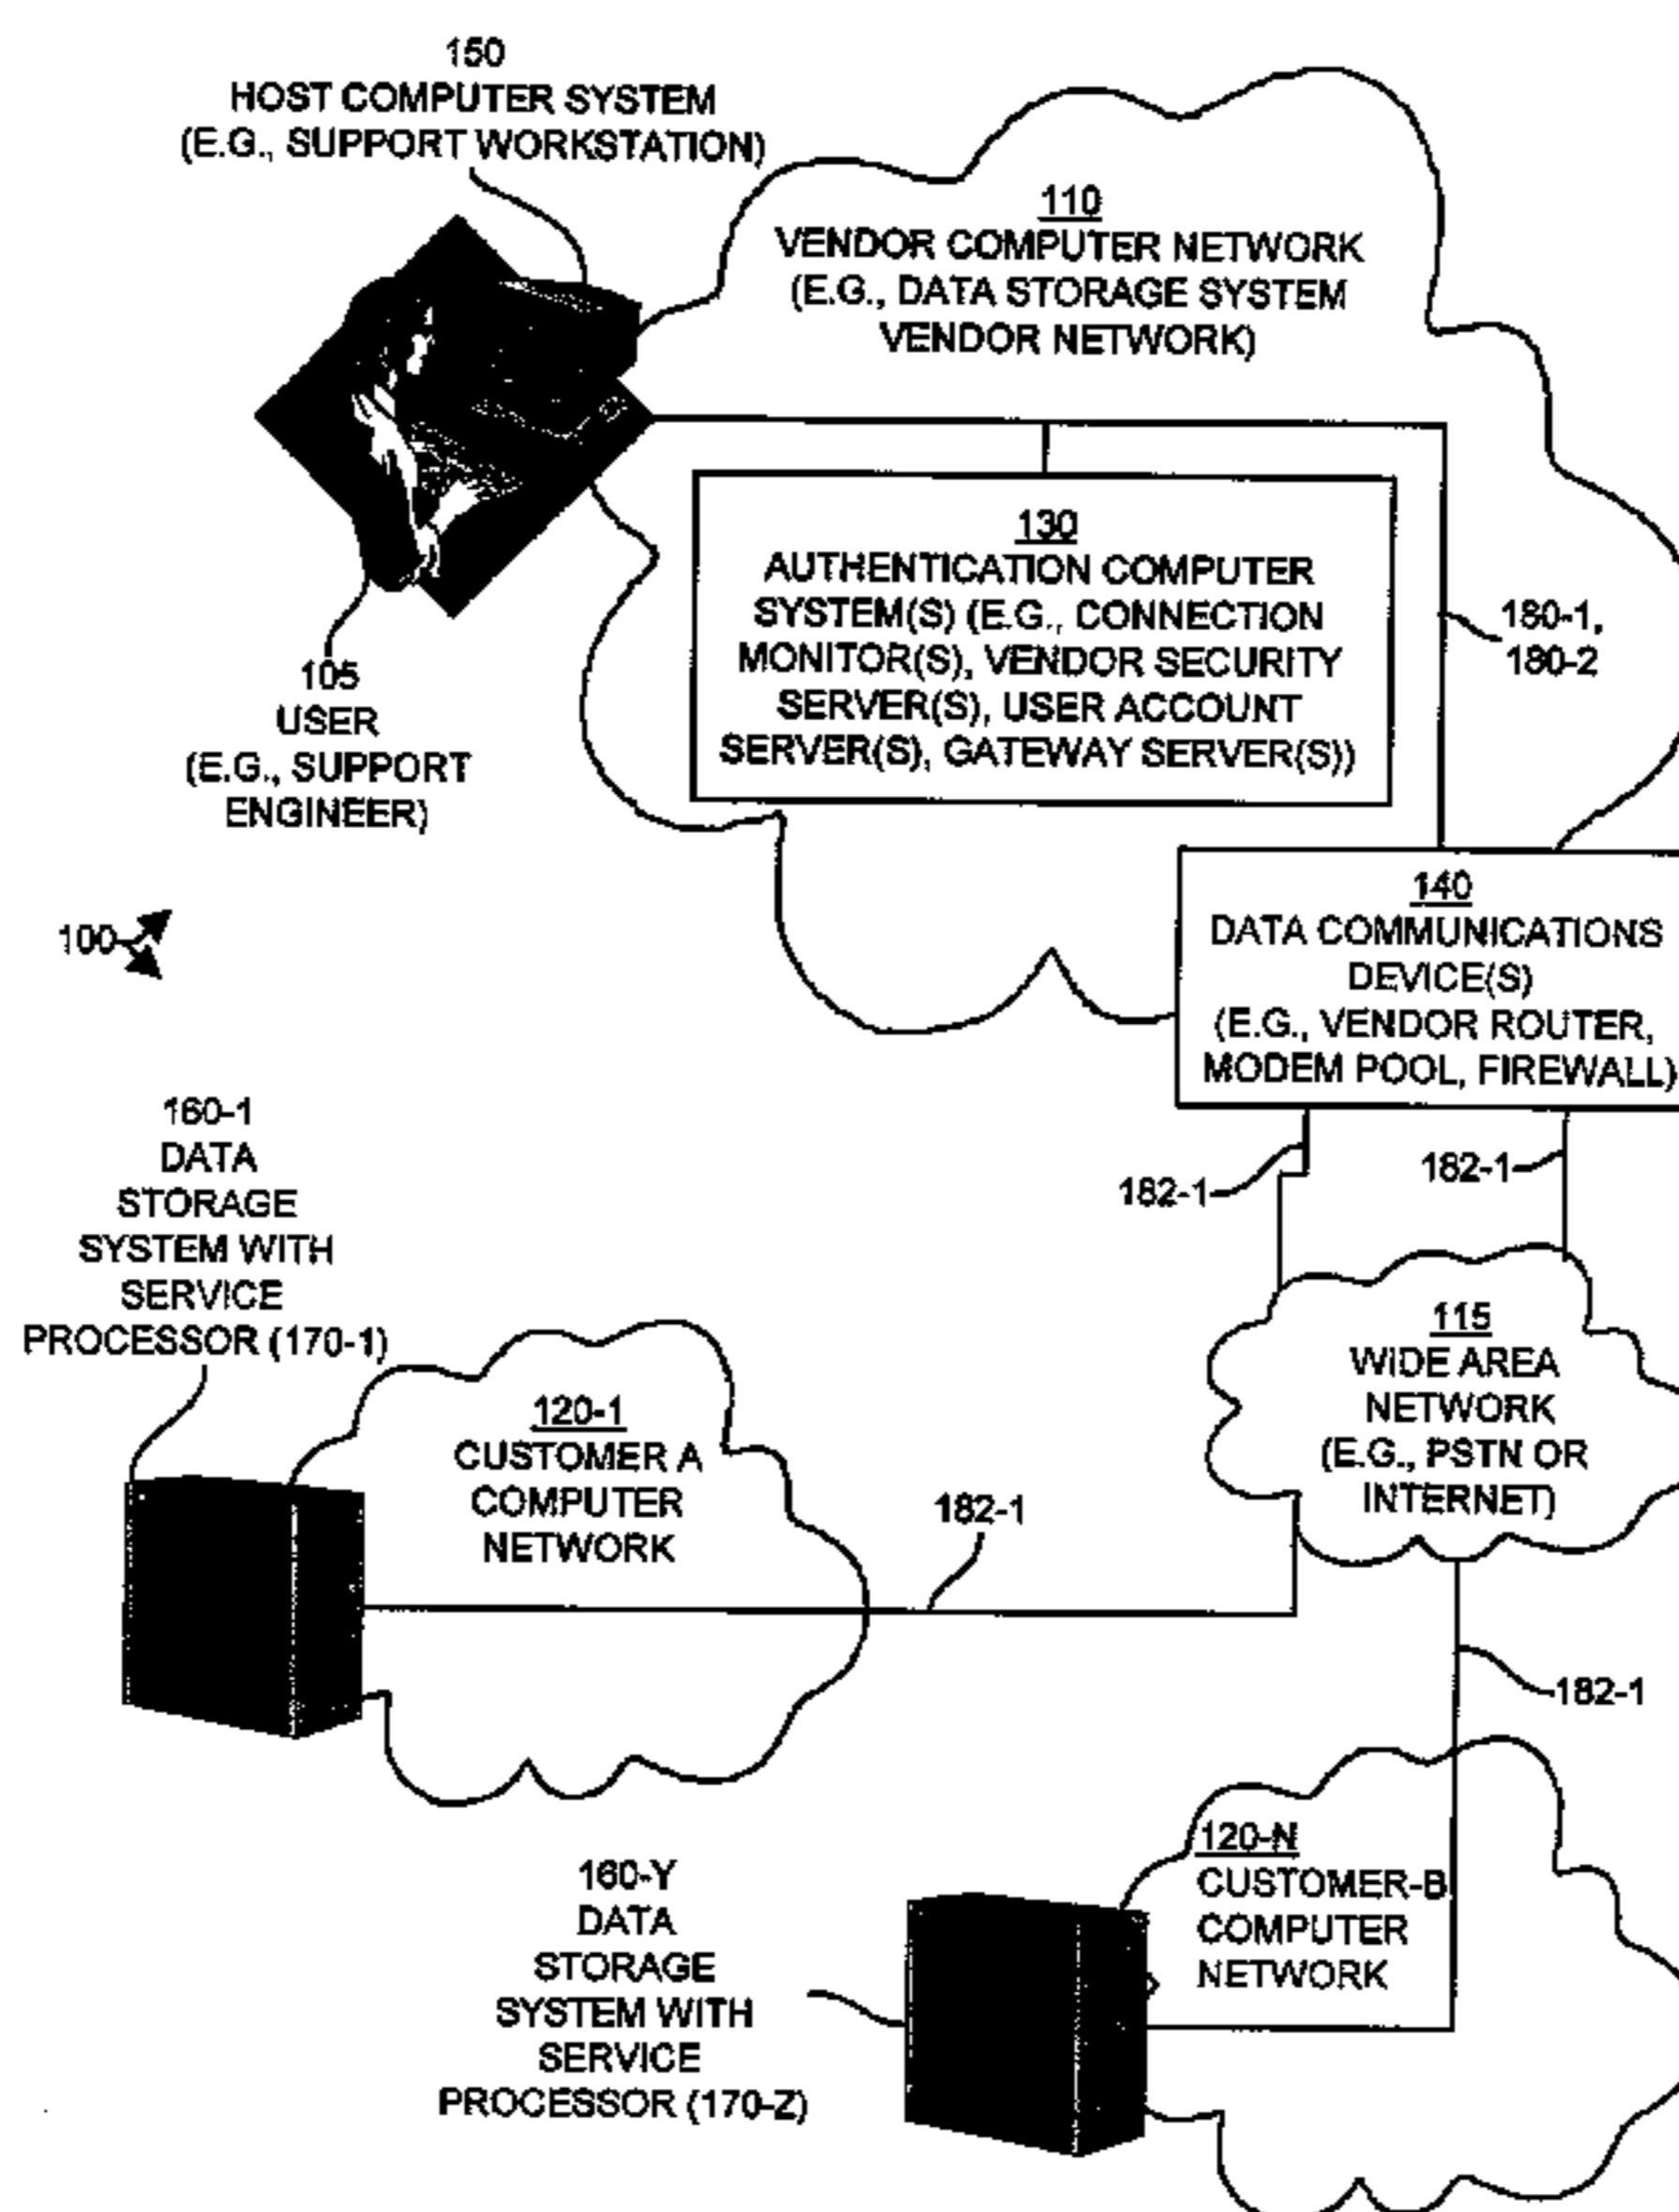 150
HOST COMPUTER SYSTEM
(E.G., SUPPORT WORKSTATION)
110
VENDOR COMPUTER NETWORK
(E.G., DATA STORAGE SYSTEM
VENDOR NETWORK)
130
AUTHENTICATION COMPUTER
SYSTEM(S) (E.G., CONNECTION
MONITOR(S), VENDOR SECURITY
SERVER(S), USER ACCOUNT
SERVER(S), GATEWAY SERVER(S))
180-1,
180-2
105
USER
(E.G., SUPPORT
ENGINEER)
100
140
DATA COMMUNICATIONS
DEVICE(S)
(E.G., VENDOR ROUTER,
MODEM POOL, FIREWALL)
182-1
182-1
160-1
DATA
STORAGE
SYSTEM WITH
SERVICE
PROCESSOR (170-1)
115
WIDE AREA
NETWORK
(E.G., PSTN OR
INTERNET)
120-1
CUSTOMER A
COMPUTER
NETWORK
182-1
182-1
120-N
CUSTOMER-B
COMPUTER
NETWORK
160-Y
DATA
STORAGE
SYSTEM WITH
SERVICE
PROCESSOR (170-Z)